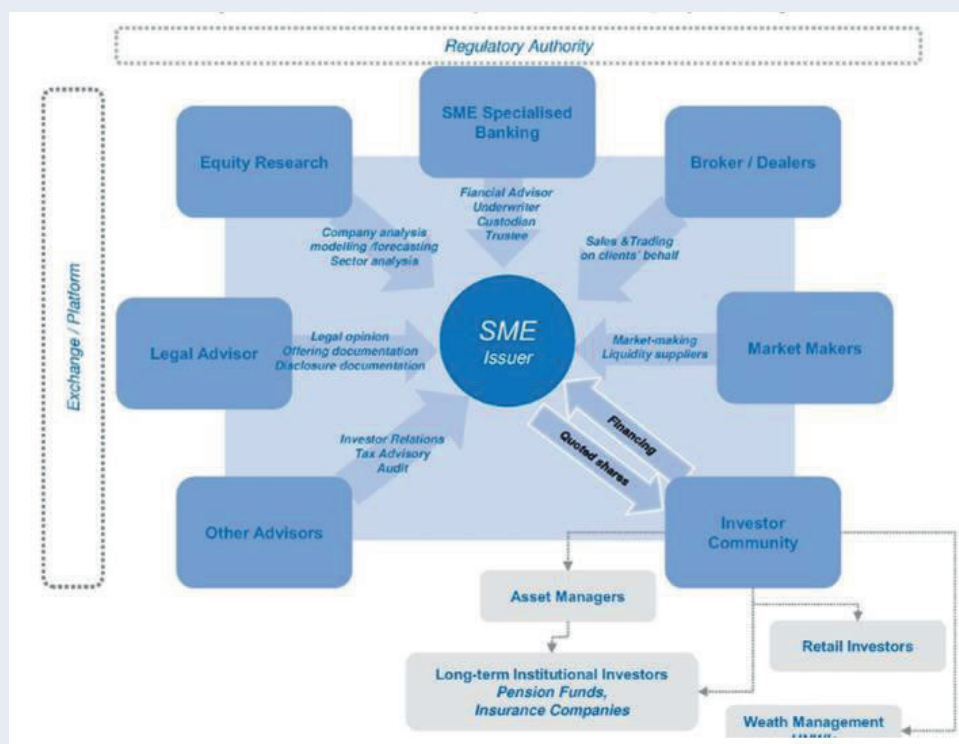 Regulatory Authority
SME Specialised
Banking
Equity Research
Broker / Dealers
Fiancial Advisor
Underwriter
Custodian
Trustee
Company analysis
modelling /forecasting
Sector analysis
Sales &Trading
on clients' behalf
Exchange / Platform
SME
Issuer
Legal Advisor
Legal opinion
Offering documentation
Disclosure documentation
Market-making
Liquidity suppliers
Market Makers
Financing
Quoted shares
Investor Relations
Tax Advisory
Audit
Other Advisors
Investor
Community
Asset Managers
Retail Investors
Long-term Institutional Investors
Pension Funds,
Insurance Companies
Weath Management